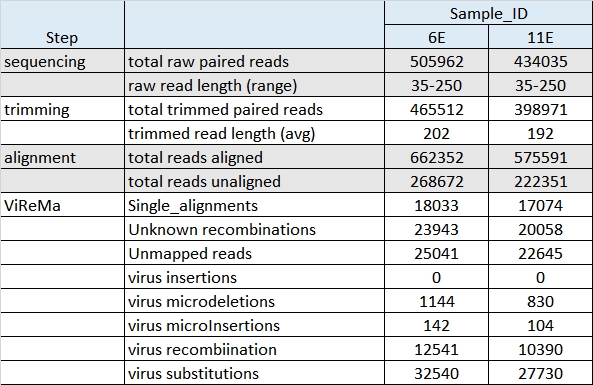 Sample_ID
Step 6E 11E
sequencing total raw paired reads 505962 434035
raw read length (range) 35-250 35-250
trimming total trimmed paired reads 465512 398971
trimmed read length (avg) 202 192
alignment total reads aligned 662352 575591
total reads unaligned 268672 222351
ViReMa Single_alignments 18033 17074
Unknown recombinations 23943 20058
Unmapped reads 25041 22645
virus insertions 0 0
virus microdeletions 1144 830
virus microInsertions 142 104
virus recombiination 12541 10390
virus substitutions 32540 27730